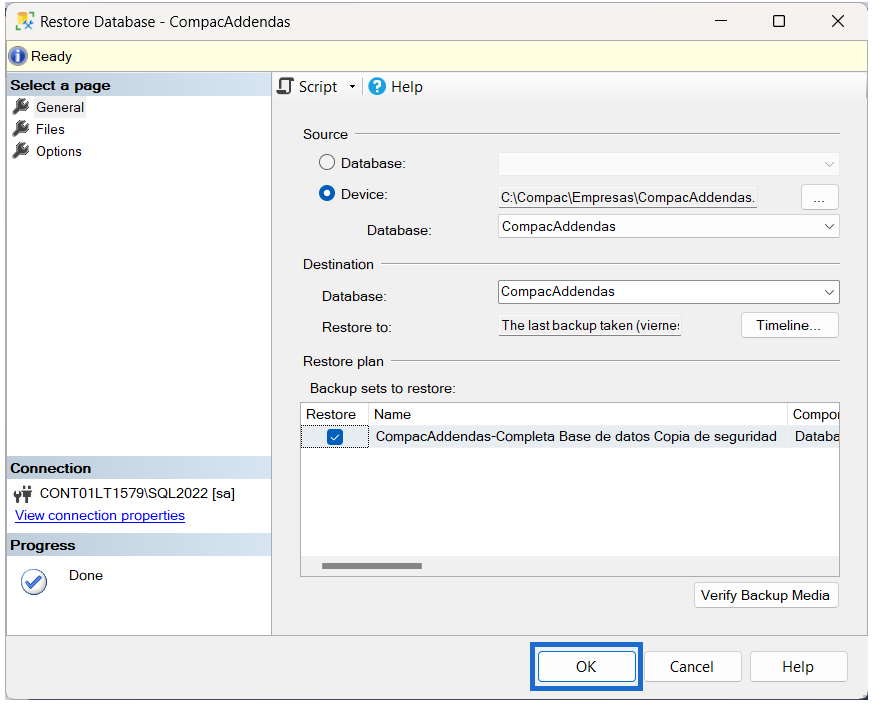 Restore Database - CompacAddendas
Ready
Select a page
General
Files
Options
Connection
CONT01LT1579\SQL2022 [sa]
View connection properties
Progress
Done
Script
Help
Source
Database:
Device:
C:\Compac\Empresas\CompacAddendas.
...
Database:
CompacAddendas
Destination
Database:
CompacAddendas
Restore to:
The last backup taken (viernes
Timeline...
Restore plan
Backup sets to restore:
Restore Name Compor
CompacAddendas-Completa Base de datos Copia de seguridad Databa
Verify Backup Media
OK
Cancel
Help